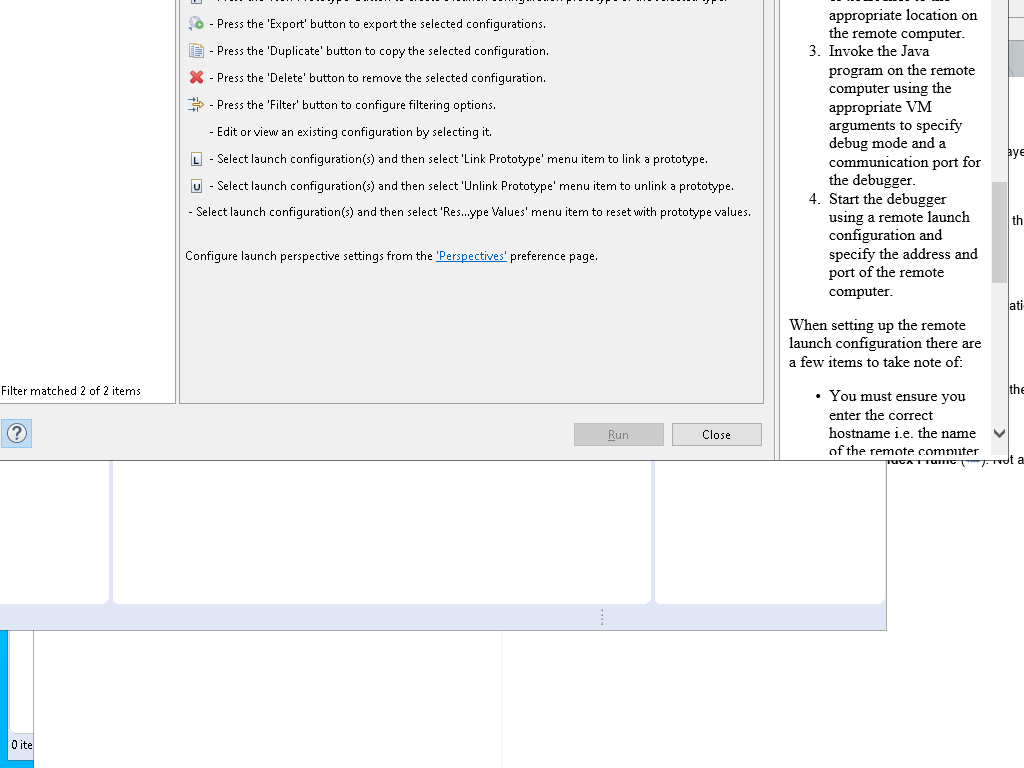 - Press the 'Export' button to export the selected configurations.
- Press the 'Duplicate' button to copy the selected configuration.
- Press the 'Delete' button to remove the selected configuration.
- Press the 'Filter' button to configure filtering options.
- Edit or view an existing configuration by selecting it.
L - Select launch configuration(s) and then select 'Link Prototype' menu item to link a prototype.
U - Select launch configuration(s) and then select 'Unlink Prototype' menu item to unlink a prototype.
- Select launch configuration(s) and then select 'Res...ype Values' menu item to reset with prototype values.
Configure launch perspective settings from the 'Perspectives' preference page.
Filter matched 2 of 2 items
?
Run
Close
appropriate location on
the remote computer.
3. Invoke the Java
program on the remote
computer using the
appropriate VM
arguments to specify
debug mode and a
communication port for
the debugger.
4. Start the debugger
using a remote launch
configuration and
specify the address and
port of the remote
computer.
When setting up the remote
launch configuration there are
a few items to take note of:
• You must ensure you
enter the correct
hostname i.e. the name
of the remote computer
th
the
0 ite